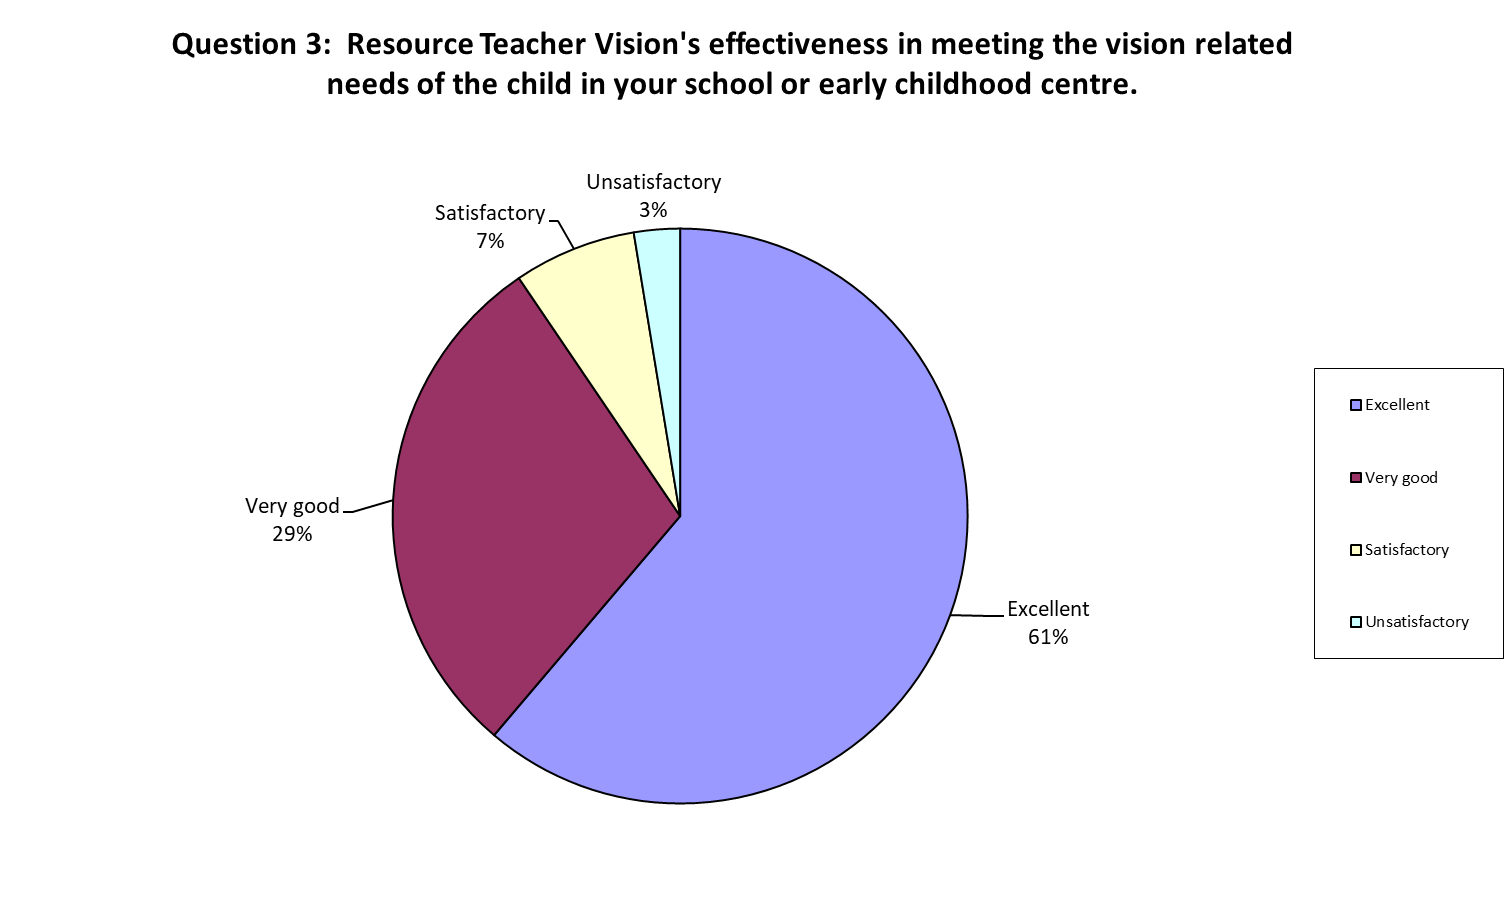 Question 3:  Resource Teacher Vision's effectiveness in meeting the vision related
needs of the child in your school or early childhood centre.
Unsatisfactory
3%
Satisfactory
7%
Very good
29%
Excellent
61%
Excellent
Very good
Satisfactory
Unsatisfactory